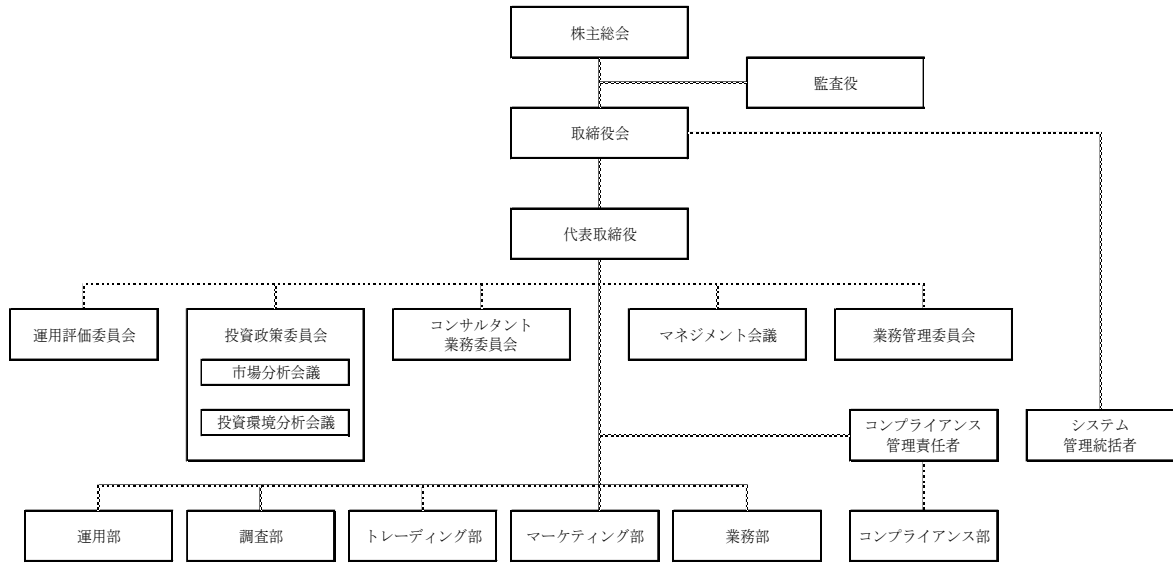 株主総会
監査役
取締役会
代表取締役
運用評価委員会
投資政策委員会
市場分析会議
投資環境分析会議
コンサルタント
業務委員会
マネジメント会議
業務管理委員会
コンプライアンス
管理責任者
システム
管理統括者
運用部
調査部
トレーディング部
マーケティング部
業務部
コンプライアンス部